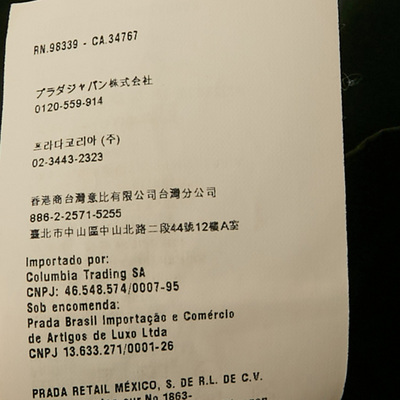 RN.98339 - CA.34767
プラダジャパン株式会社
0120-559-914
프라다코리아 (주)
02-3443-2323
香港商台灣意比有限公司台灣分公司
886-2-2571-5255
臺北市中山區中山北路二段44號12樓A室
Importado por:
Columbia Trading SA
CNPJ: 46.548.574/0007-95
Sob encomenda:
Prada Brasil Importação e Comércio
de Artigos de Luxo Ltda
CNPJ 13.633.271/0001-26
PRADA RETAIL MÉXICO, S. DE R.L. DE C.V.
sur No 1863-